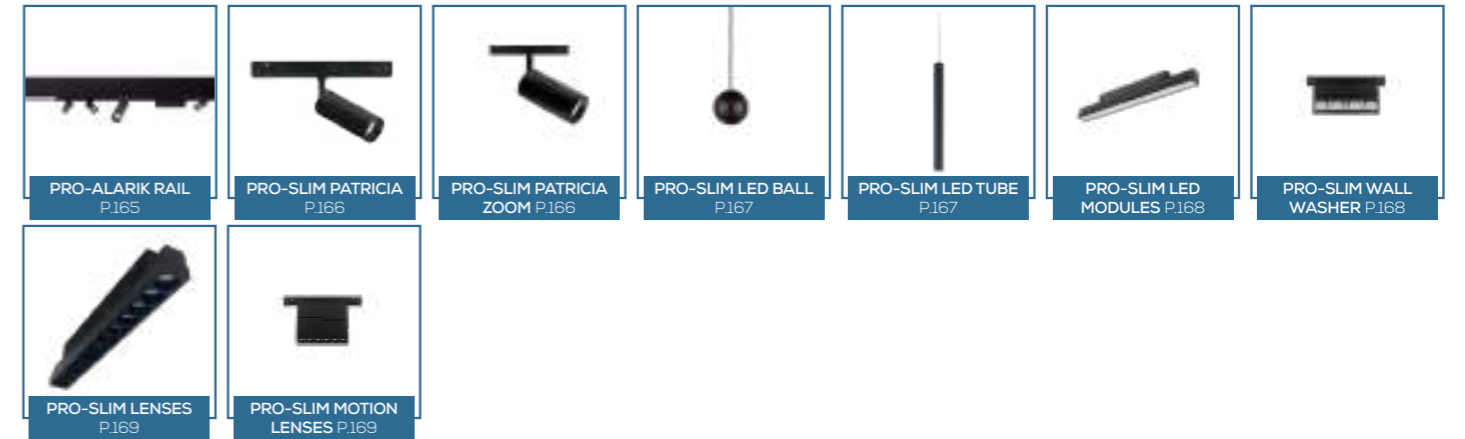 PRO-ALARIK RAIL
P.165
PRO-SLIM PATRICIA
P.166
PRO-SLIM PATRICIA
ZOOM P.166
PRO-SLIM LED BALL
P.167
PRO-SLIM LED TUBE
P.167
PRO-SLIM LED
MODULES P.168
PRO-SLIM WALL
WASHER P.168
PRO-SLIM LENSES
P.169
PRO-SLIM MOTION
LENSES P.169